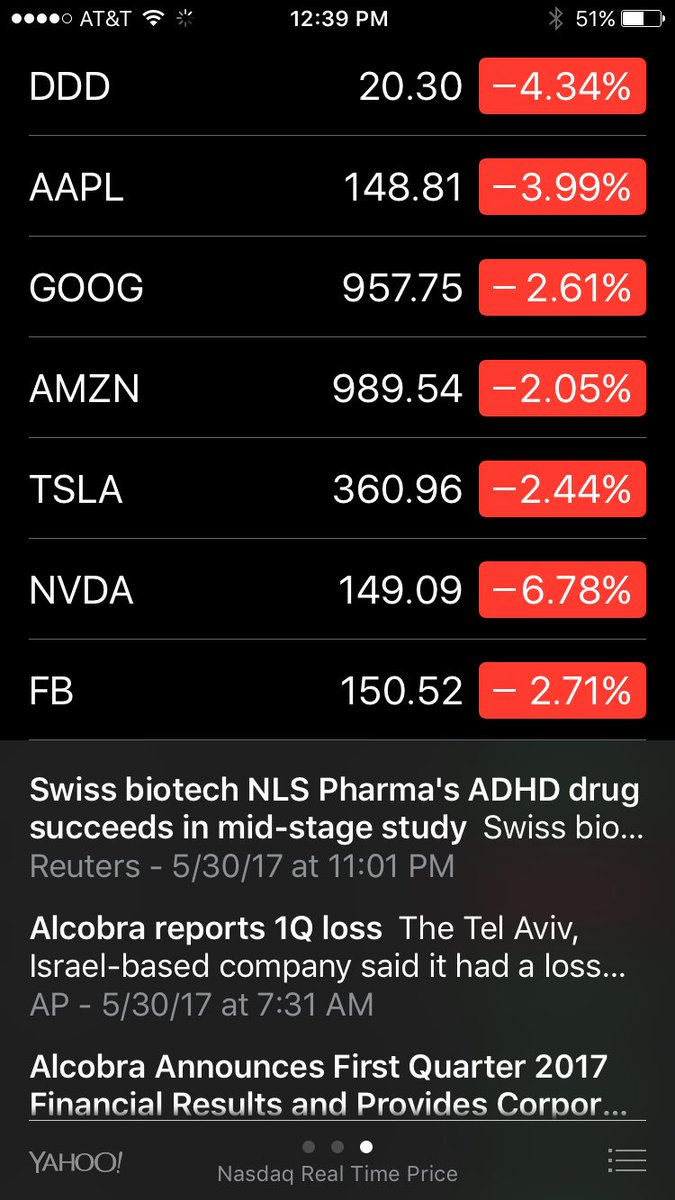 AT&T 12:39 PM 51%
DDD 20.30 −4.34%
AAPL 148.81 −3.99%
GOOG 957.75 − 2.61%
AMZN 989.54 −2.05%
TSLA 360.96 −2.44%
NVDA 149.09 −6.78%
FB 150.52 − 2.71%
Swiss biotech NLS Pharma's ADHD drug
succeeds in mid-stage study Swiss bio...
Reuters - 5/30/17 at 11:01 PM
Alcobra reports 1Q loss The Tel Aviv,
Israel-based company said it had a loss...
AP - 5/30/17 at 7:31 AM
Alcobra Announces First Quarter 2017
Financial Results and Provides Corpor...
YAHOO!
Nasdaq Real Time Price